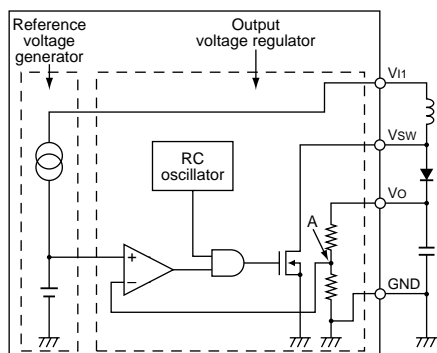 Reference
voltage
generator
Output
voltage regulator
VI1
VSW
RC
oscillator
VO
A
+
−
GND